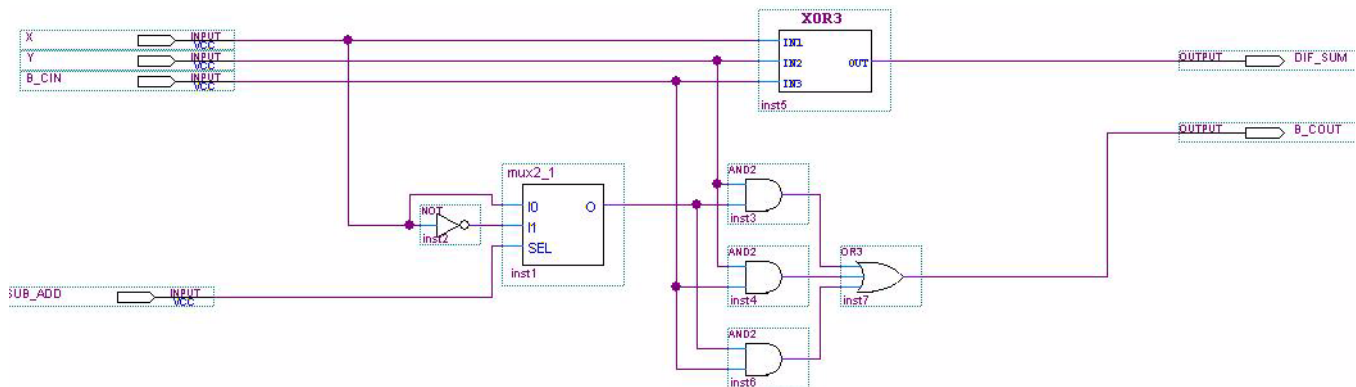 XOR3
X
INPUT
VCC
IN1
Y
INPUT
VCC
IN2
OUT
OUTPUT
DIF_SUM
B_CIN
INPUT
VCC
IN3
inst5
OUTPUT
B_COUT
mux2_1
AND2
I0
O
NOT
I1
inst3
inst2
SEL
inst1
AND2
OR3
SUB_ADD
INPUT
VCC
inst4
inst7
AND2
inst6